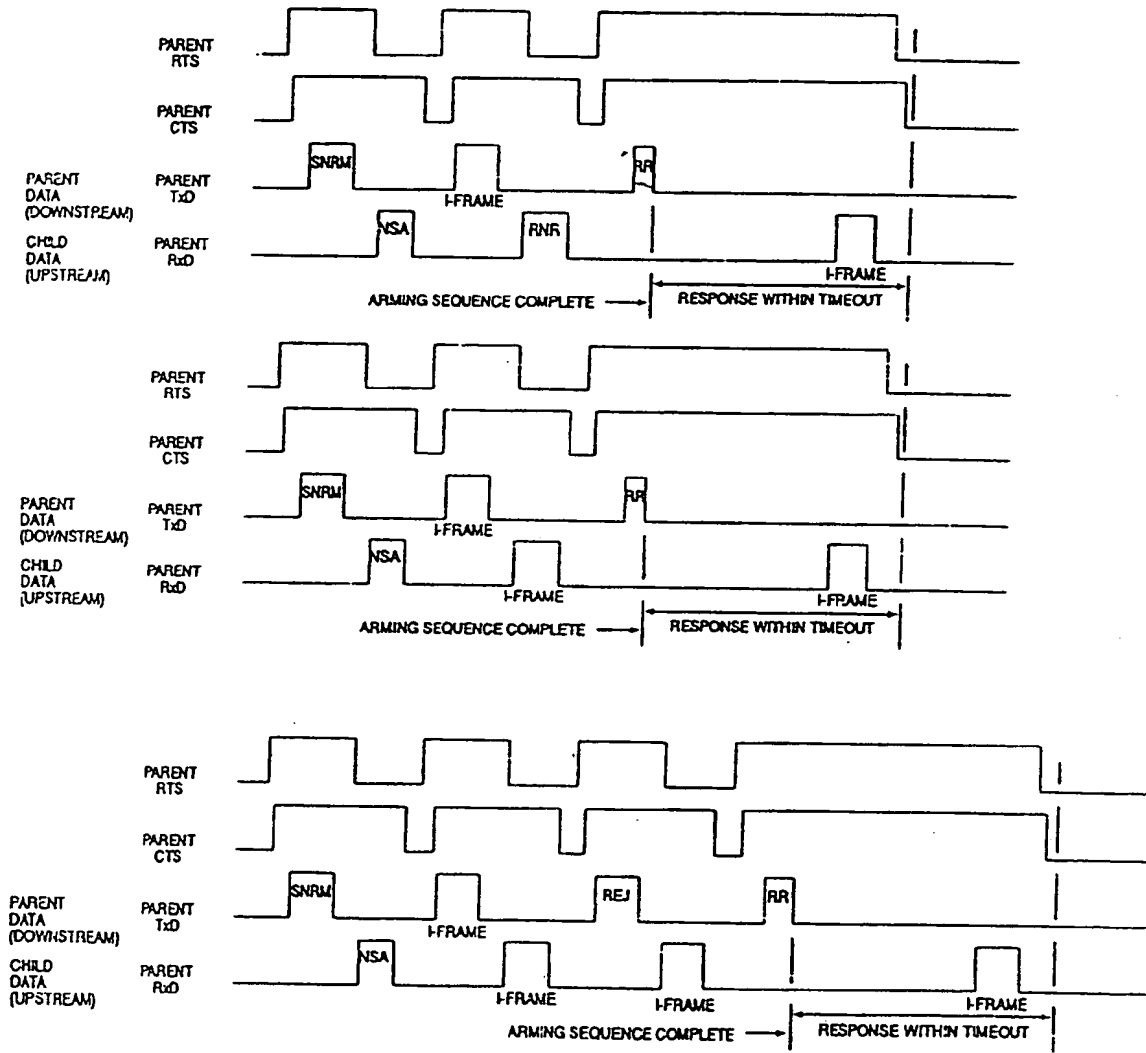 PARENT
RTS
PARENT
CTS
SNRM
RR
PARENT
DATA
(DOWNSTREAM)
PARENT
TxD
I-FRAME
NSA
RNR
CHILD
DATA
(UPSTREAM)
PARENT
RxD
I-FRAME
ARMING SEQUENCE COMPLETE
RESPONSE WITHIN TIMEOUT
PARENT
RTS
PARENT
CTS
SNRM
RR
PARENT
DATA
(DOWNSTREAM)
PARENT
TxD
I-FRAME
NSA
CHILD
DATA
(UPSTREAM)
PARENT
RxD
I-FRAME
I-FRAME
ARMING SEQUENCE COMPLETE
RESPONSE WITHIN TIMEOUT
PARENT
RTS
PARENT
CTS
SNRM
REJ
RR
PARENT
DATA
(DOWNSTREAM)
PARENT
TxD
I-FRAME
NSA
CHILD
DATA
(UPSTREAM)
PARENT
RxD
I-FRAME
I-FRAME
I-FRAME
ARMING SEQUENCE COMPLETE
RESPONSE WITHIN TIMEOUT